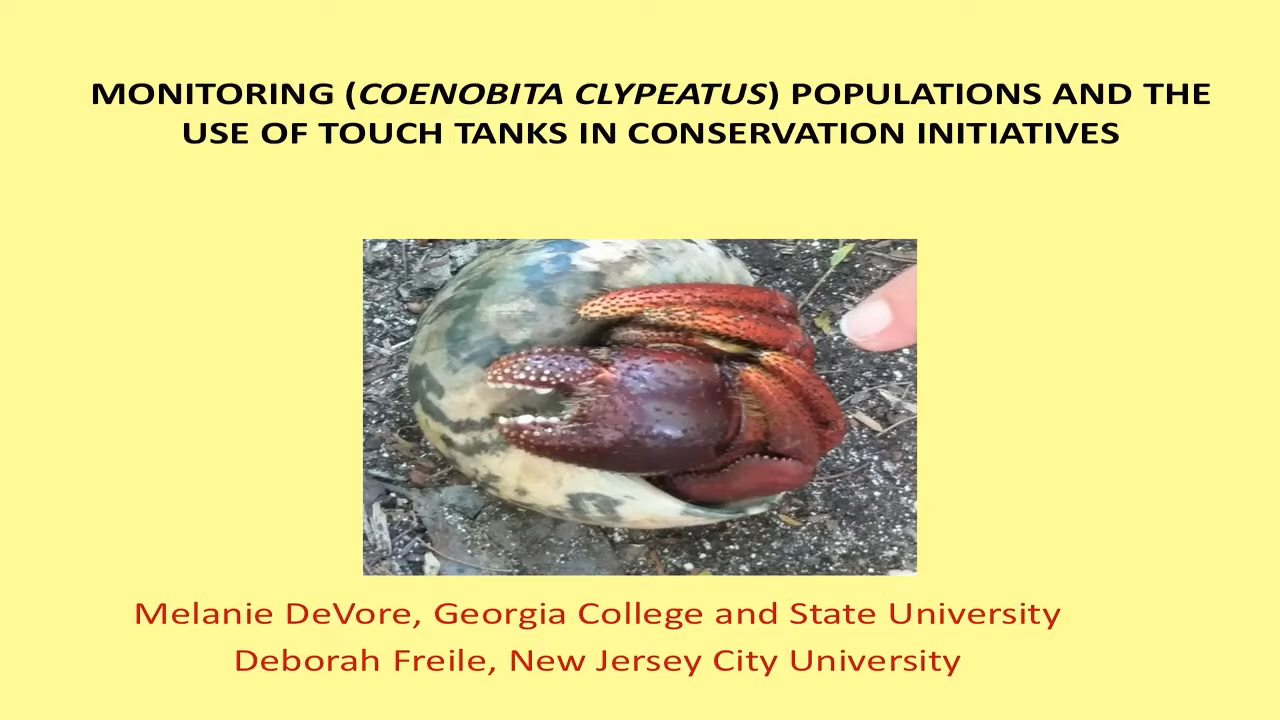 MONITORING (COENOBITA CLYPEATUS) POPULATIONS AND THE
USE OF TOUCH TANKS IN CONSERVATION INITIATIVES
Melanie DeVore, Georgia College and State University
Deborah Freile, New Jersey City University